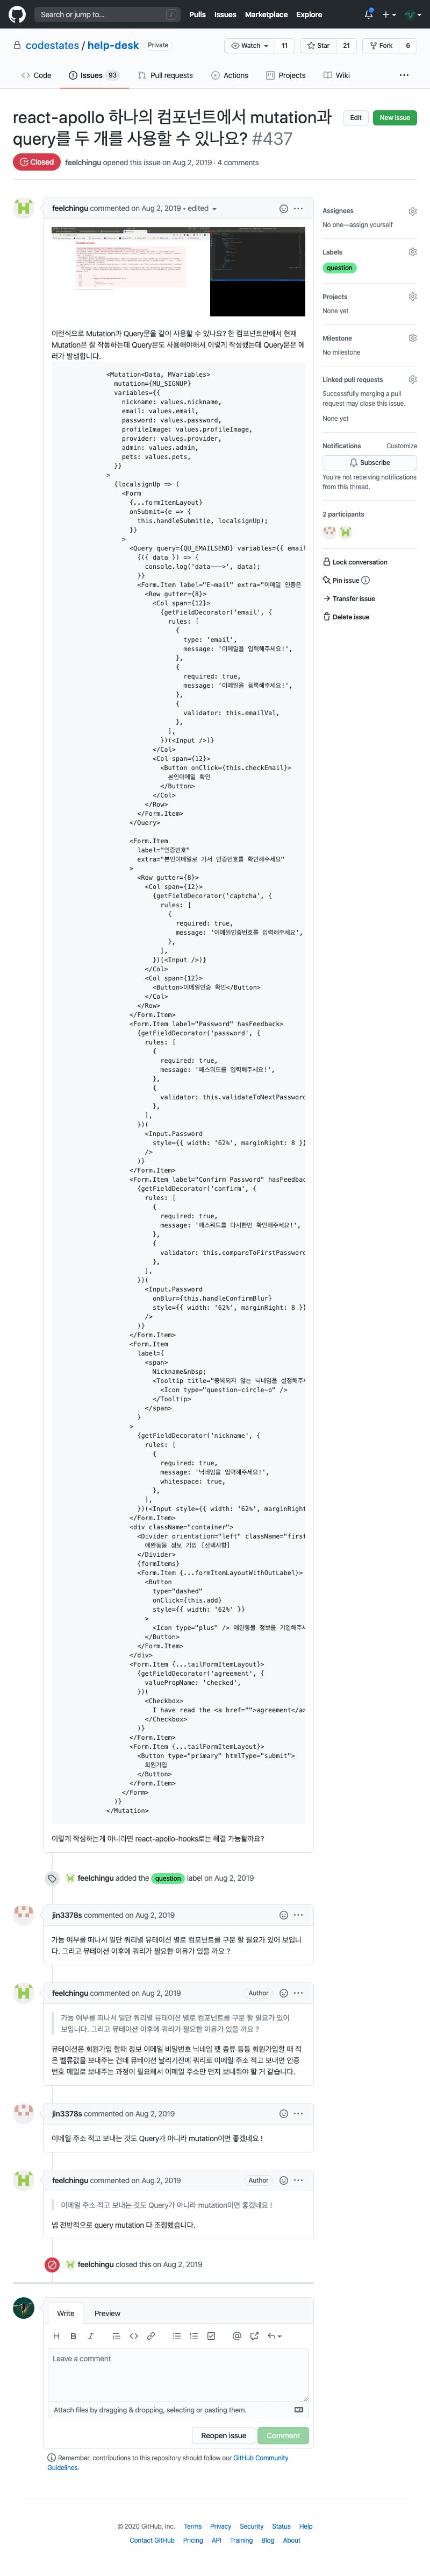 Search or jump to... /
Pulls Issues Marketplace Explore
codestates / help-desk Private
Watch 11 Star 21 Fork 6
Code Issues 93 Pull requests Actions Projects Wiki
react-apollo 하나의 컴포넌트에서 mutation과
query를 두 개를 사용할 수 있나요? #437
Edit New issue
Closed feelchingu opened this issue on Aug 2, 2019 · 4 comments
feelchingu commented on Aug 2, 2019 • edited
이런식으로 Mutation과 Query문을 같이 사용할 수 있나요? 한 컴포넌트안에서 현재
Mutation은 잘 작동하는데 Query문도 사용해야해서 이렇게 작성했는데 Query문은 에
러가 발생합니다.
<Mutation<Data, MVariables>
mutation={MU_SIGNUP}
variables={{
nickname: values.nickname,
email: values.email,
password: values.password,
profileImage: values.profileImage,
provider: values.provider,
admin: values.admin,
pets: values.pets,
}}
>
{localsignUp => (
<Form
{...formItemLayout}
onSubmit={e => {
this.handleSubmit(e, localsignUp);
}}
>
<Query query={QU_EMAILSEND} variables={{ email
{({ data }) => {
console.log('data--->', data);
}}
<Form.Item label="E-mail" extra="이메일 인증은
<Row gutter={8}>
<Col span={12}>
{getFieldDecorator('email', {
rules: [
{
type: 'email',
message: '이메일을 입력해주세요!',
},
{
required: true,
message: '이메일을 등록해주세요!',
},
{
validator: this.emailVal,
},
],
})(<Input />)}
</Col>
<Col span={12}>
<Button onClick={this.checkEmail}>
본인이메일 확인
</Button>
</Col>
</Row>
</Form.Item>
</Query>
<Form.Item
label="인증번호"
extra="본인이메일로 가서 인증번호를 확인해주세요"
>
<Row gutter={8}>
<Col span={12}>
{getFieldDecorator('captcha', {
rules: [
{
required: true,
message: '이메일인증번호를 입력해주세요',
},
],
})(<Input />)}
</Col>
<Col span={12}>
<Button>이메일인증 확인</Button>
</Col>
</Row>
</Form.Item>
<Form.Item label="Password" hasFeedback>
{getFieldDecorator('password', {
rules: [
{
required: true,
message: '패스워드를 입력해주세요!',
},
{
validator: this.validateToNextPassword
},
],
})(
<Input.Password
style={{ width: '62%', marginRight: 8 }}
/>
)}
</Form.Item>
<Form.Item label="Confirm Password" hasFeedbac
{getFieldDecorator('confirm', {
rules: [
{
required: true,
message: '패스워드를 다시한번 확인해주세요!',
},
{
validator: this.compareToFirstPassword
},
],
})(
<Input.Password
onBlur={this.handleConfirmBlur}
style={{ width: '62%', marginRight: 8 }}
/>
)}
</Form.Item>
<Form.Item
label={
<span>
Nickname&nbsp;
<Tooltip title="중복되지 않는 닉네임을 설정해주세
<Icon type="question-circle-o" />
</Tooltip>
</span>
}
>
{getFieldDecorator('nickname', {
rules: [
{
required: true,
message: '닉네임을 입력해주세요!',
whitespace: true,
},
],
})(<Input style={{ width: '62%', marginRight
</Form.Item>
<div className="container">
<Divider orientation="left" className="first
애완동물 정보 기입 [선택사항]
</Divider>
{formItems}
<Form.Item {...formItemLayoutWithOutLabel}>
<Button
type="dashed"
onClick={this.add}
style={{ width: '62%' }}
>
<Icon type="plus" /> 애완동물 정보를 기입해주세
</Button>
</Form.Item>
</div>
<Form.Item {...tailFormItemLayout}>
{getFieldDecorator('agreement', {
valuePropName: 'checked',
})(
<Checkbox>
I have read the <a href="">agreement</a>
</Checkbox>
)}
</Form.Item>
<Form.Item {...tailFormItemLayout}>
<Button type="primary" htmlType="submit">
회원가입
</Button>
</Form.Item>
</Form>
)}
</Mutation>
이렇게 작성하는게 아니라면 react-apollo-hooks로는 해결 가능할까요?
feelchingu added the question label on Aug 2, 2019
jin3378s commented on Aug 2, 2019
가능 여부를 떠나서 일단 쿼리별 뮤테이션 별로 컴포넌트를 구분 할 필요가 있어 보입니
다. 그리고 뮤테이션 이후에 쿼리가 필요한 이유가 있을 까요 ?
feelchingu commented on Aug 2, 2019 Author
가능 여부를 떠나서 일단 쿼리별 뮤테이션 별로 컴포넌트를 구분 할 필요가 있어
보입니다. 그리고 뮤테이션 이후에 쿼리가 필요한 이유가 있을 까요 ?
뮤테이션은 회원가입 할때 정보 이메일 비밀번호 닉네임 펫 종류 등등 회원가입할 때 적
은 벨류값을 보내주는 건데 뮤테이션 날리기전에 쿼리로 이메일 주소 적고 보내면 인증
번호 메일로 보내주는 과정이 필요해서 이메일 주소만 먼저 보내줘야 할 거 같습니다.
jin3378s commented on Aug 2, 2019
이메일 주소 적고 보내는 것도 Query가 아니라 mutation이면 좋겠네요 !
feelchingu commented on Aug 2, 2019 Author
이메일 주소 적고 보내는 것도 Query가 아니라 mutation이면 좋겠네요 !
넵 전반적으로 query mutation 다 조정했습니다.
feelchingu closed this on Aug 2, 2019
Write Preview
Leave a comment
Attach files by dragging & dropping, selecting or pasting them.
Reopen issue Comment
Remember, contributions to this repository should follow our GitHub Community
Guidelines.
Assignees
No one—assign yourself
Labels
question
Projects
None yet
Milestone
No milestone
Linked pull requests
Successfully merging a pull
request may close this issue.
None yet
Notifications Customize
Subscribe
You're not receiving notifications
from this thread.
2 participants
Lock conversation
Pin issue
Transfer issue
Delete issue
© 2020 GitHub, Inc. Terms Privacy Security Status Help
Contact GitHub Pricing API Training Blog About